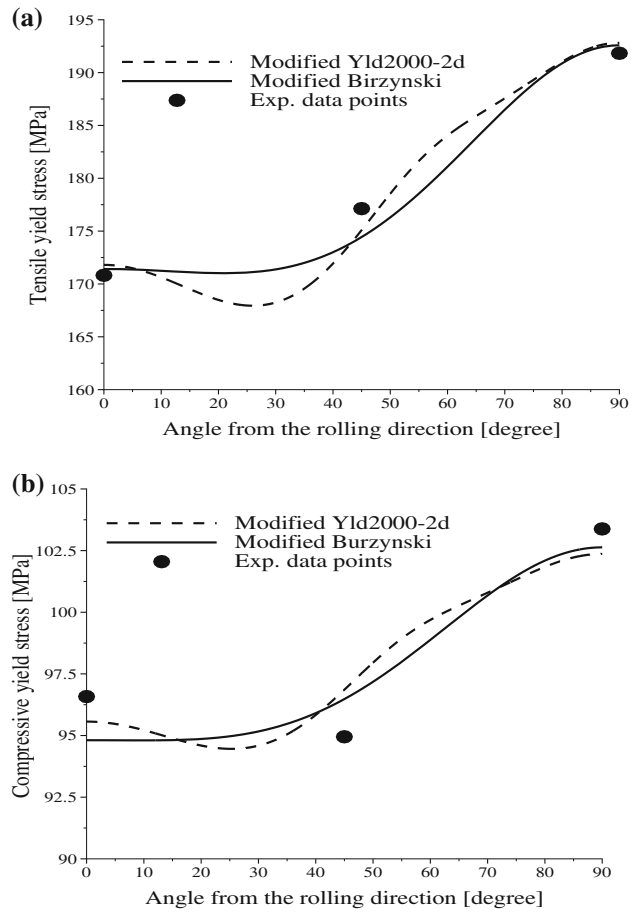 (a)
195
190
185
180
175
170
165
160
Tensile yield stress [MPa]
Modified Yld2000-2d
Modified Birzynski
Exp. data points
0 10 20 30 40 50 60 70 80 90
Angle from the rolling direction [degree]
(b)
105
102.5
100
97.5
95
92.5
90
Compressive yield stress [MPa]
Modified Yld2000-2d
Modified Burzynski
Exp. data points
0 10 20 30 40 50 60 70 80 90
Angle from the rolling direction [degree]